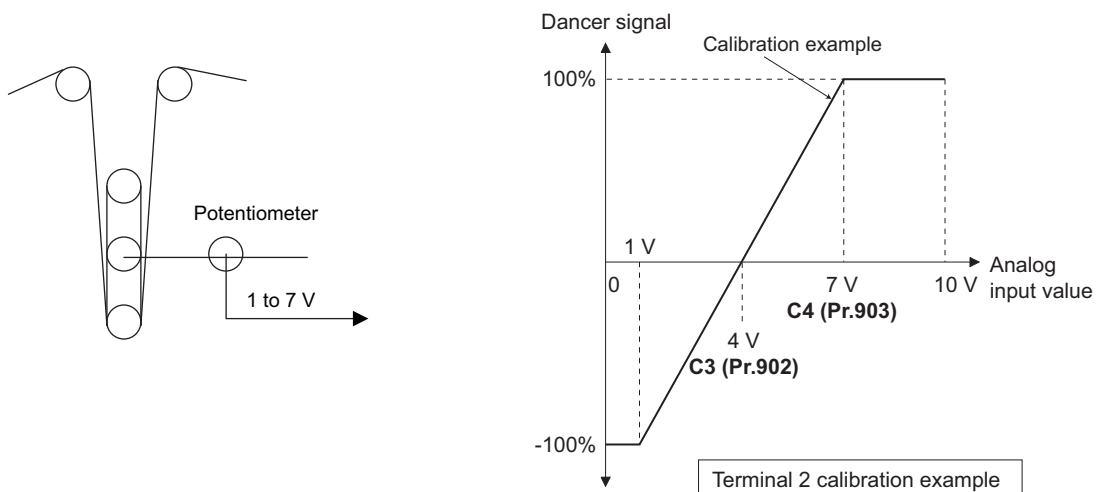 Potentiometer
1 to 7 V
Dancer signal
Calibration example
100%
1 V
0
7 V
10 V
Analog
input value
C4 (Pr.903)
4 V
C3 (Pr.902)
-100%
Terminal 2 calibration example